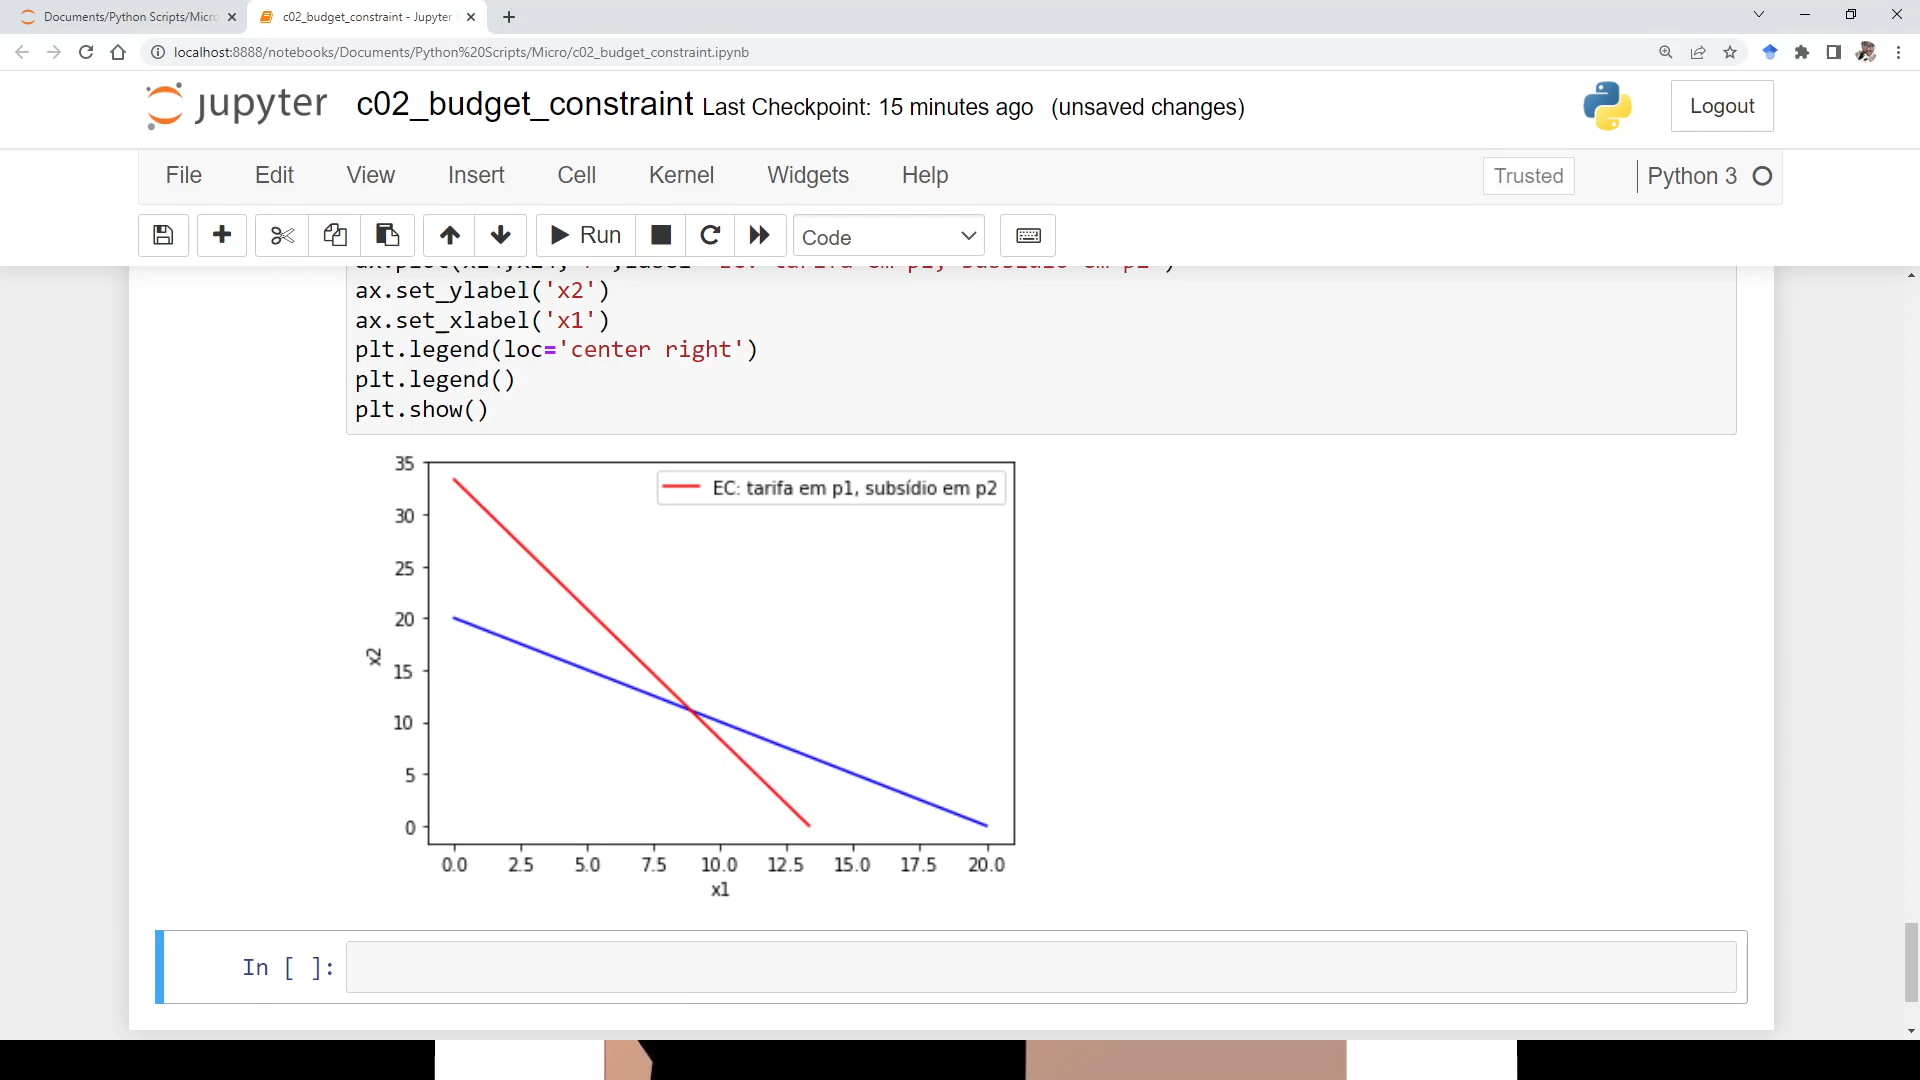 Documents/Python Scripts/Micro
c02_budget_constraint - Jupyter
localhost:8888/notebooks/Documents/Python%20Scripts/Micro/c02_budget_constraint.ipynb
jupyter c02_budget_constraint Last Checkpoint: 15 minutes ago (unsaved changes)
Logout
File Edit View Insert Cell Kernel Widgets Help
Trusted
Python 3
Run
Code
ax.set_ylabel('x2')
ax.set_xlabel('x1')
plt.legend(loc='center right')
plt.legend()
plt.show()
EC: tarifa em p1, subsídio em p2
35
30
25
20
15
10
5
0
x2
0.0 2.5 5.0 7.5 10.0 12.5 15.0 17.5 20.0
x1
In [ ]: